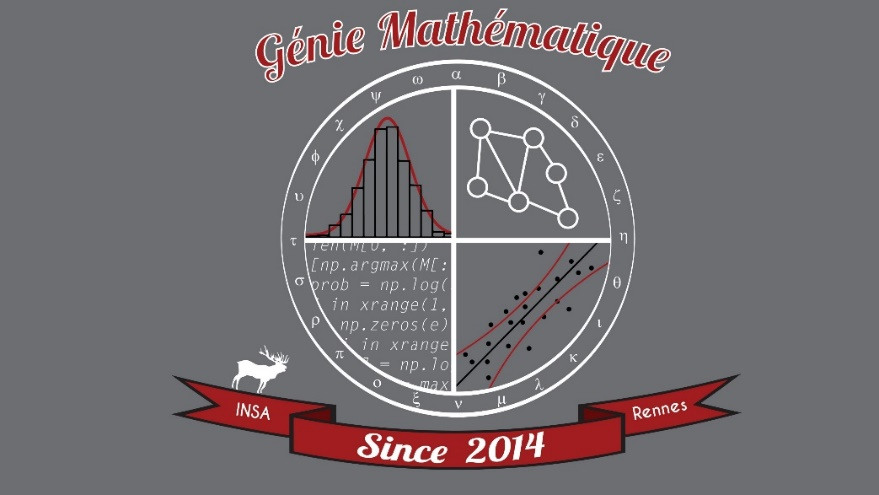 Génie Mathématique
α β γ δ ε ζ η θ ι κ λ μ ν ξ ο π ρ σ τ υ φ χ ψ ω
len(M[0, :])
[np.argmax(M[:
prob = np.log(
in xrange(1,
np.zeros(e)
i in xrange
= np.lo
max
INSA
Since 2014
Rennes